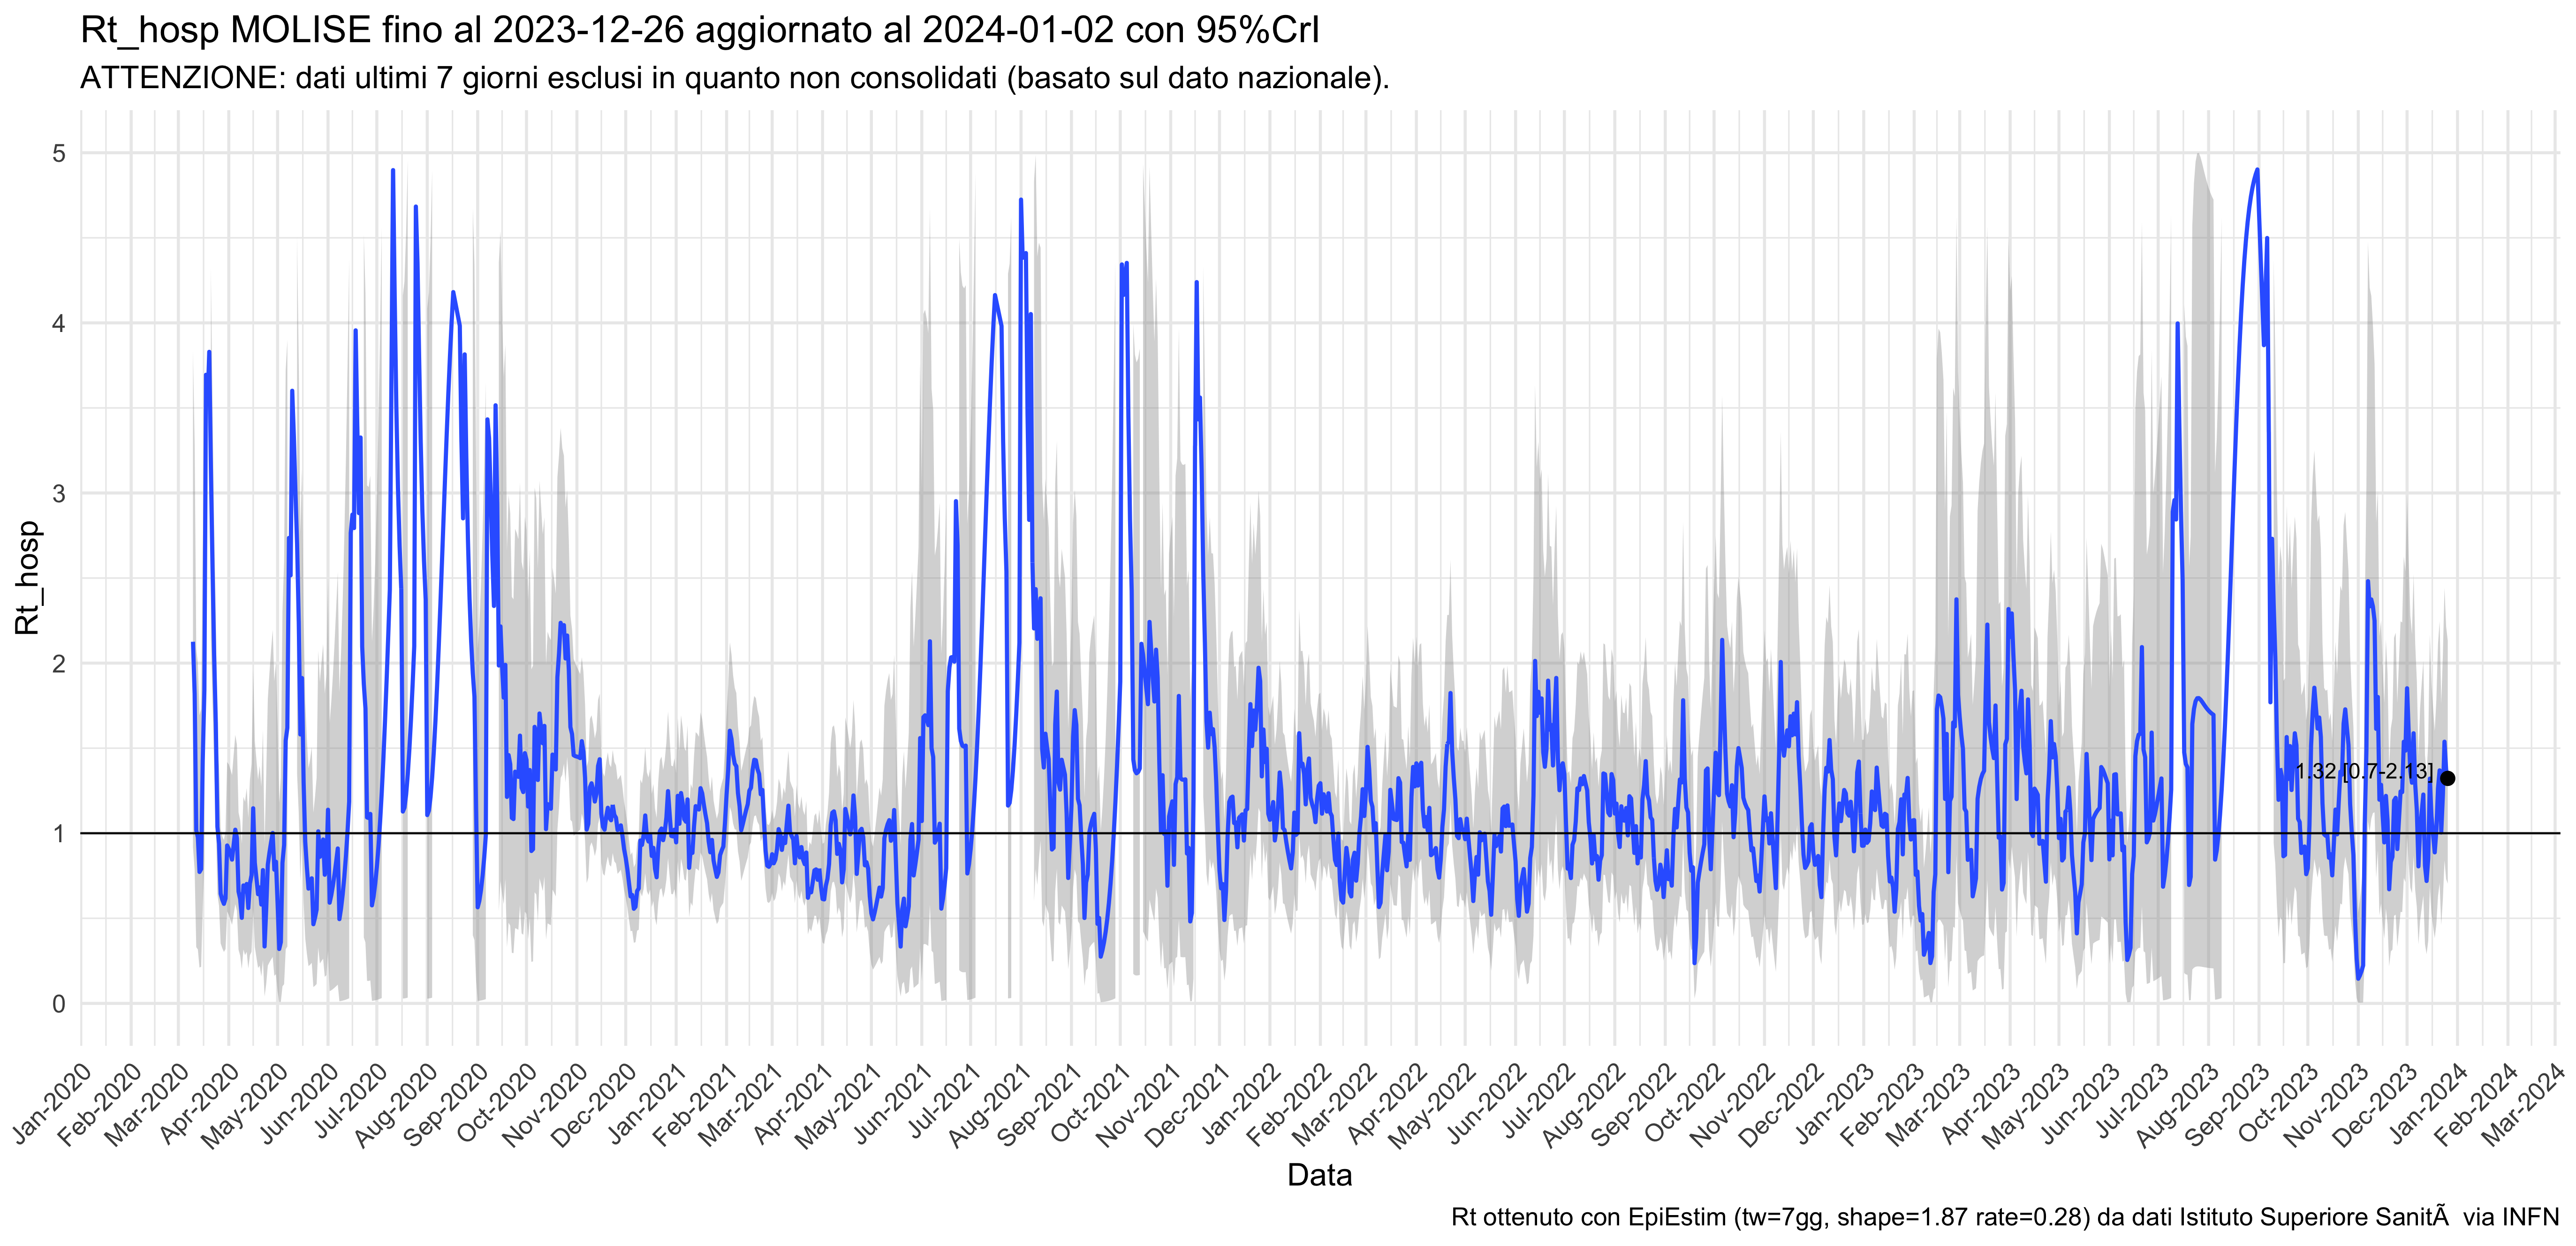 Rt_hosp MOLISE fino al 2023-12-26 aggiornato al 2024-01-02 con 95%CrI
ATTENZIONE: dati ultimi 7 giorni esclusi in quanto non consolidati (basato sul dato nazionale).
5
4
3
2
1
0
Rt_hosp
1.32 [0.7-2.13]
Jan-2020
Feb-2020
Mar-2020
Apr-2020
May-2020
Jun-2020
Jul-2020
Aug-2020
Sep-2020
Oct-2020
Nov-2020
Dec-2020
Jan-2021
Feb-2021
Mar-2021
Apr-2021
May-2021
Jun-2021
Jul-2021
Aug-2021
Sep-2021
Oct-2021
Nov-2021
Dec-2021
Jan-2022
Feb-2022
Mar-2022
Apr-2022
May-2022
Jun-2022
Jul-2022
Aug-2022
Sep-2022
Oct-2022
Nov-2022
Dec-2022
Jan-2023
Feb-2023
Mar-2023
Apr-2023
May-2023
Jun-2023
Jul-2023
Aug-2023
Sep-2023
Oct-2023
Nov-2023
Dec-2023
Jan-2024
Feb-2024
Mar-2024
Data
Rt ottenuto con EpiEstim (tw=7gg, shape=1.87 rate=0.28) da dati Istituto Superiore SanitÃ  via INFN